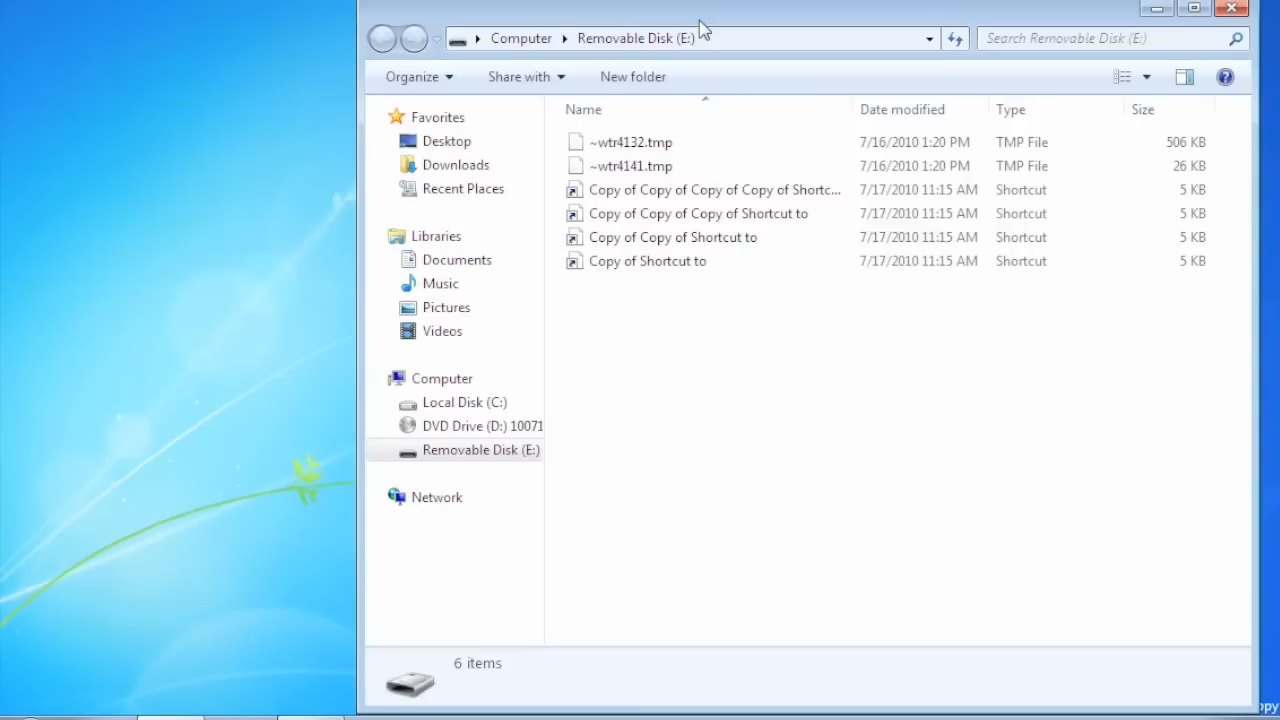 Computer Removable Disk (E:) Search Removable Disk (E:)
Organize Share with New folder
Favorites
Desktop
Downloads
Recent Places
Libraries
Documents
Music
Pictures
Videos
Computer
Local Disk (C:)
DVD Drive (D:) 10071
Removable Disk (E:)
Network
Name Date modified Type Size
~wtr4132.tmp 7/16/2010 1:20 PM TMP File 506 KB
~wtr4141.tmp 7/16/2010 1:20 PM TMP File 26 KB
Copy of Copy of Copy of Copy of Shortc... 7/17/2010 11:15 AM Shortcut 5 KB
Copy of Copy of Copy of Shortcut to 7/17/2010 11:15 AM Shortcut 5 KB
Copy of Copy of Shortcut to 7/17/2010 11:15 AM Shortcut 5 KB
Copy of Shortcut to 7/17/2010 11:15 AM Shortcut 5 KB
6 items